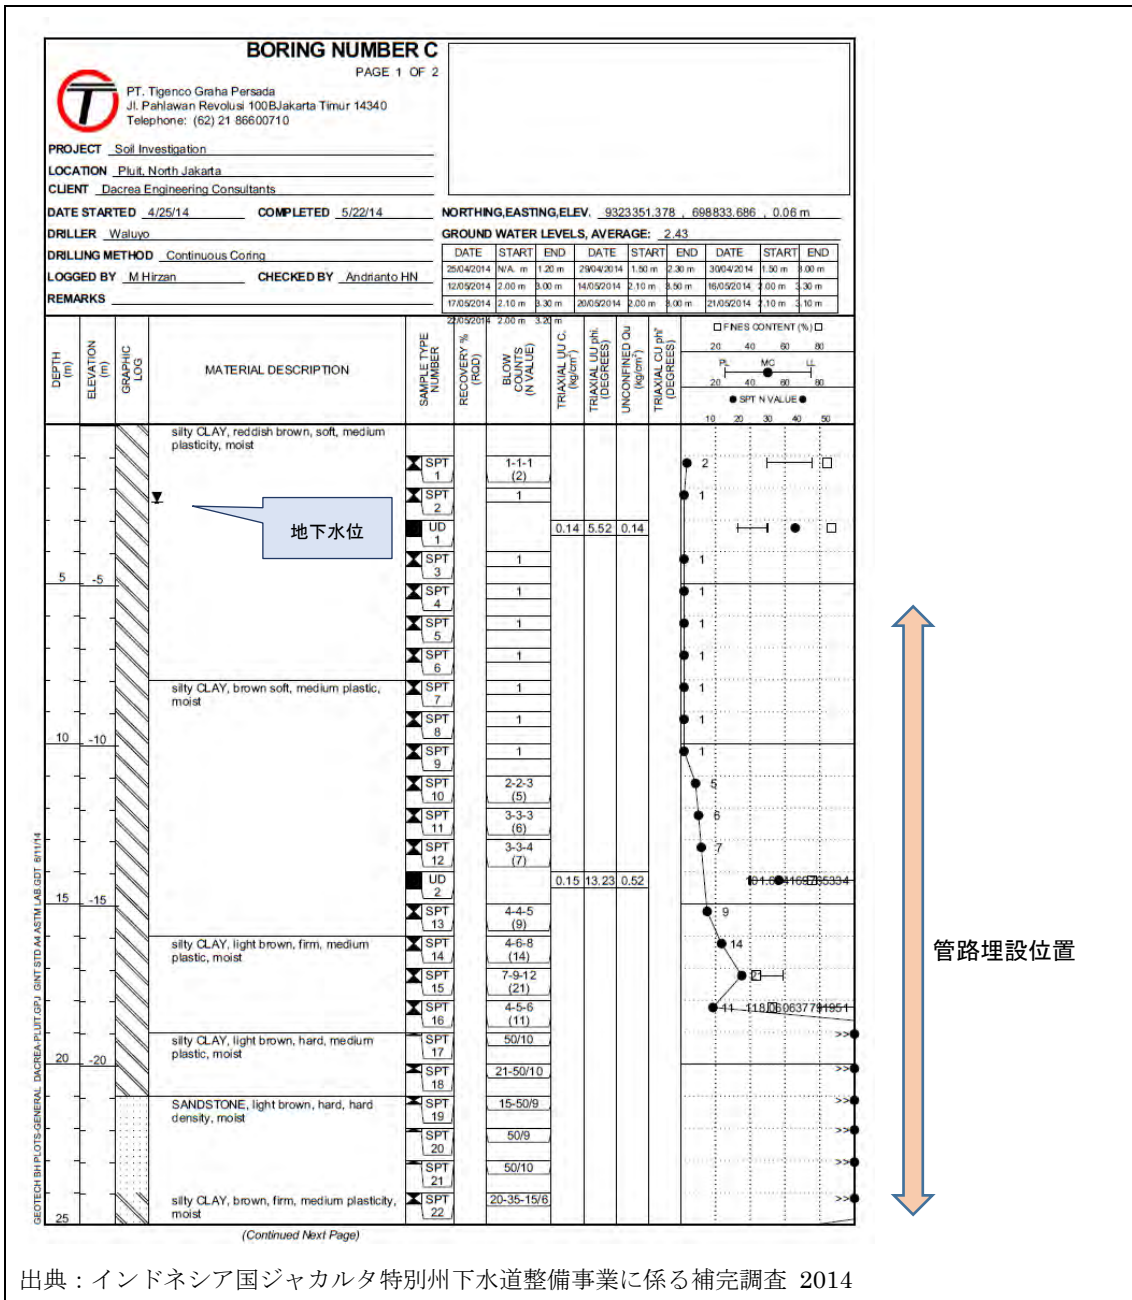 BORING NUMBER C
PAGE 1 OF 2
PT. Tigenco Graha Persada
Jl. Pahlawan Revolusi 100BJakarta Timur 14340
Telephone: (62) 21 86600710
PROJECT Soil Investigation
LOCATION Pluit, North Jakarta
CLIENT Dacrea Engineering Consultants
DATE STARTED 4/25/14 COMPLETED 5/22/14
DRILLER Waluyo
DRILLING METHOD Continuous Coring
LOGGED BY M Hirzan CHECKED BY Andrianto HN
REMARKS
NORTHING,EASTING,ELEV. 9323351.378 , 698833.686 , 0.06 m
GROUND WATER LEVELS, AVERAGE: 2.43
DATE START END DATE START END DATE START END
25/04/2014 N/A. m 1.20 m 29/04/2014 1.50 m 2.30 m 30/04/2014 1.50 m .00 m
12/05/2014 2.00 m 3.00 m 14/05/2014 2.10 m 3.50 m 16/05/2014 2.00 m 3.30 m
17/05/2014 2.10 m 3.30 m 20/05/2014 2.00 m 3.00 m 21/05/2014 2.10 m 3.10 m
22/05/2014 2.00 m 3.20 m
DEPTH (m)
ELEVATION (m)
GRAPHIC LOG
MATERIAL DESCRIPTION
SAMPLE TYPE NUMBER
RECOVERY % (RQD)
BLOW COUNTS (N VALUE)
TRIAXIAL UU C. (kg/cm²)
TRIAXIAL UU phi. (DEGREES)
UNCONFINED Qu (kg/cm²)
TRIAXIAL CU phi' (DEGREES)
□ FINES CONTENT (%) □
20 40 60 80
PL MC LL
20 40 60 80
● SPT N VALUE ●
10 20 30 40 50
silty CLAY, reddish brown, soft, medium
plasticity, moist
SPT 1 1-1-1 (2) 2
SPT 2 1 1
地下水位
UD 1 0.14 5.52 0.14
SPT 3 1 1
5 -5
SPT 4 1 1
SPT 5 1 1
SPT 6 1 1
silty CLAY, brown soft, medium plastic,
moist
SPT 7 1 1
SPT 8 1 1
10 -10
SPT 9 1 1
SPT 10 2-2-3 (5) 5
SPT 11 3-3-3 (6) 6
SPT 12 3-3-4 (7) 7
UD 2 0.15 13.23 0.52
15 -15
SPT 13 4-4-5 (9) 9
silty CLAY, light brown, firm, medium
plastic, moist
SPT 14 4-6-8 (14) 14
管路埋設位置
SPT 15 7-9-12 (21) 21
SPT 16 4-5-6 (11) 11
silty CLAY, light brown, hard, medium
plastic, moist
SPT 17 50/10 >>
20 -20
SPT 18 21-50/10 >>
SANDSTONE, light brown, hard, hard
density, moist
SPT 19 15-50/9 >>
SPT 20 50/9 >>
SPT 21 50/10 >>
silty CLAY, brown, firm, medium plasticity,
moist
SPT 22 20-35-15/6 >>
25
GEOTECH BH PLOTS-GENERAL DACREA-PLUIT.GPJ GINT STD A4 ASTM LAB.GDT 6/11/14
(Continued Next Page)
出典：インドネシア国ジャカルタ特別州下水道整備事業に係る補完調査 2014